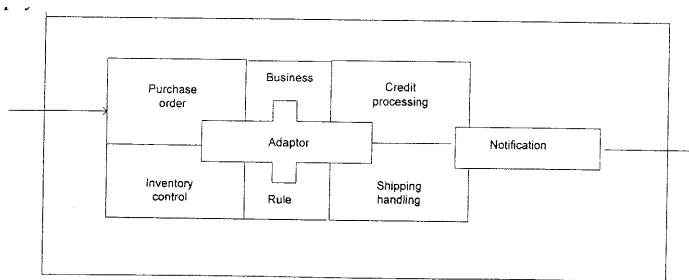 Purchase
order
Business
Credit
processing
Adaptor
Notification
Inventory
control
Rule
Shipping
handling